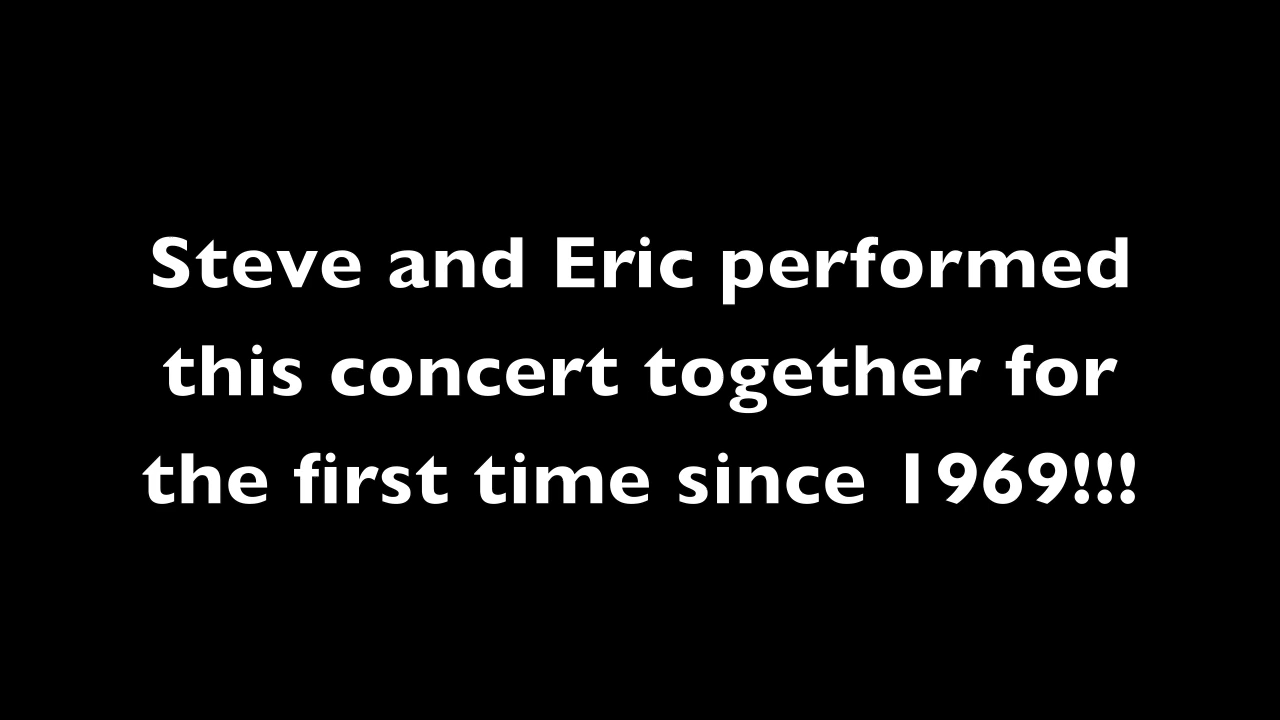 Steve and Eric performed
this concert together for
the first time since 1969!!!